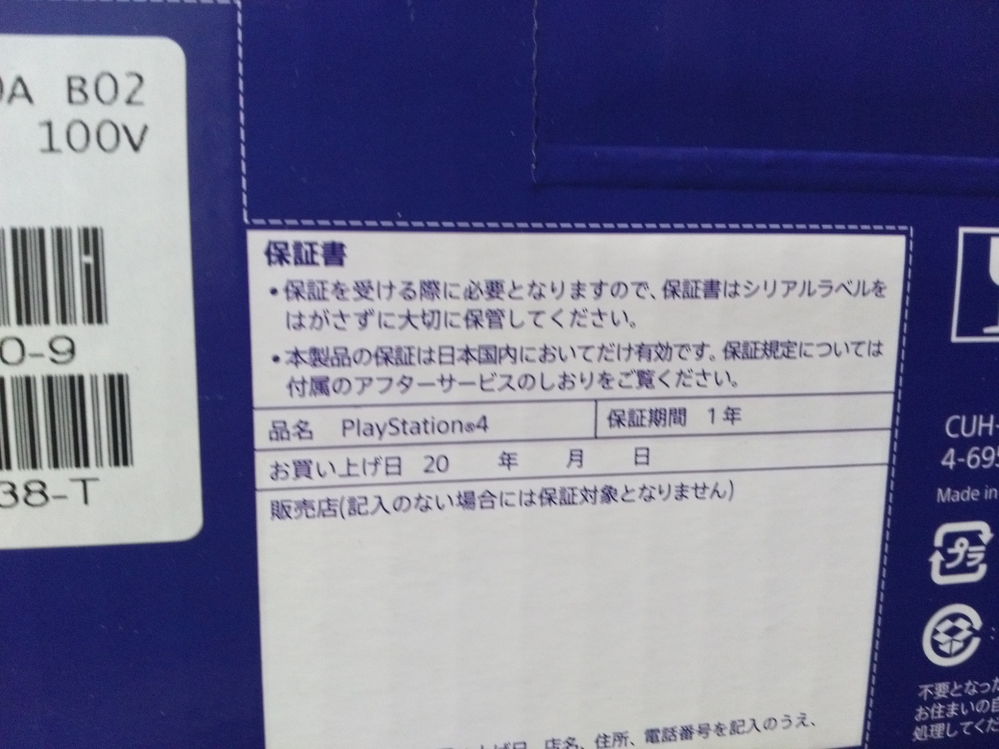 B02
100V
0-9
38-T
保証書
•保証を受ける際に必要となりますので、保証書はシリアルラベルを
はがさずに大切に保管してください。
•本製品の保証は日本国内においてだけ有効です。保証規定については
付属のアフターサービスのしおりをご覧ください。
品名 PlayStation®4 保証期間 1年
お買い上げ日 20 年 月 日
販売店(記入のない場合には保証対象となりません)
店名、住所、電話番号を記入のうえ、
CUH-
4-695
Made in
プラ
不要となった
お住まいの自
処理してくだ